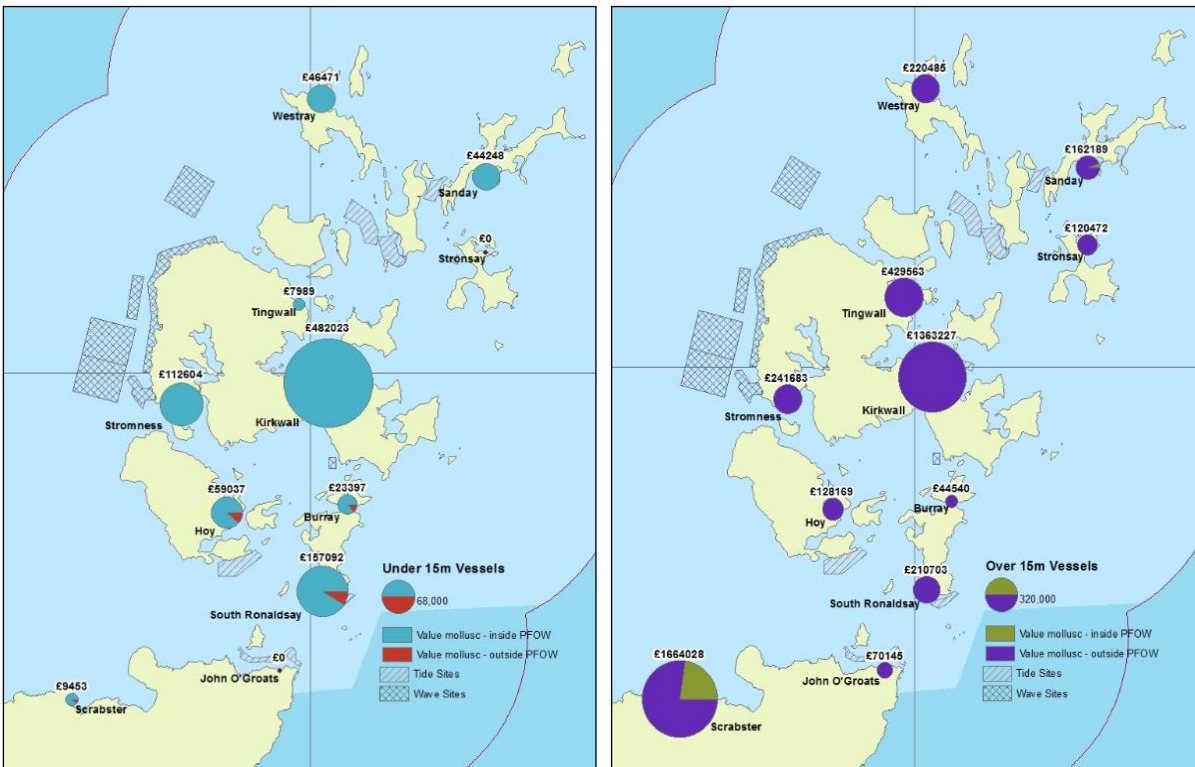 £46471
Westray
£44248
Sanday
£0
Stronsay
£7989
Tingwall
£482023
£112604
Kirkwall
Stromness
£59037
£23397
Burray
Hoy
£157092
Under 15m Vessels
68,000
South Ronaldsay
Value mollusc - inside PFOW
Value mollusc - outside PFOW
£0
Tide Sites
John O'Groats
£9453
Wave Sites
Scrabster
£220485
Westray
£162189
Sanday
£120472
Stronsay
£429563
Tingwall
£1363227
£241683
Kirkwall
Stromness
£128169
£44540
Burray
Hoy
£210703
Over 15m Vessels
320,000
South Ronaldsay
Value mollusc - inside PFOW
Value mollusc - outside PFOW
£1664028
£70145
Tide Sites
John O'Groats
Wave Sites
Scrabster